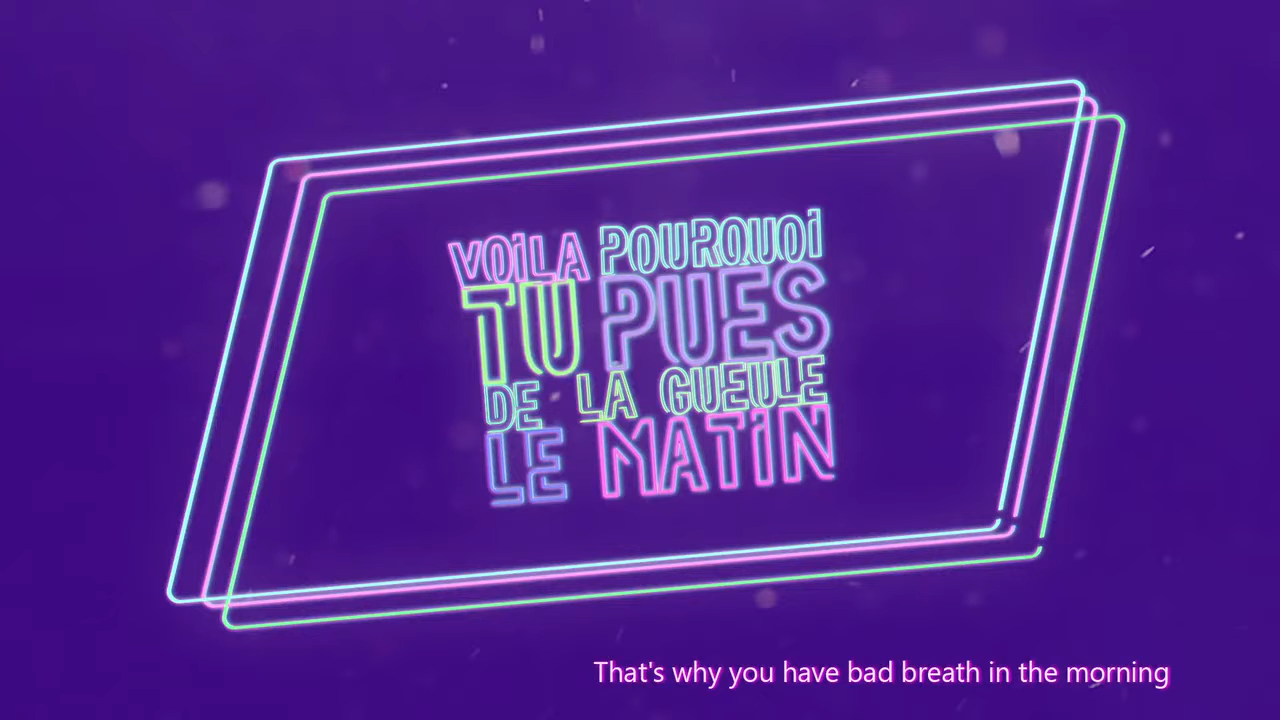 VOiLA POURQUOi
TU PUES
DE LA GUEULE
LE MATiN
That's why you have bad breath in the morning